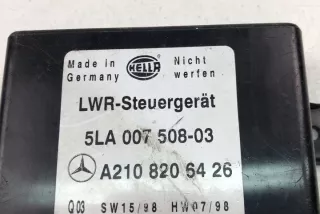 Made in HELLA Nicht
Germany werfen
LWR-Steuergerät
5LA 007 508-03
A210 820 64 26
Q03 SW15/98 HW07/98